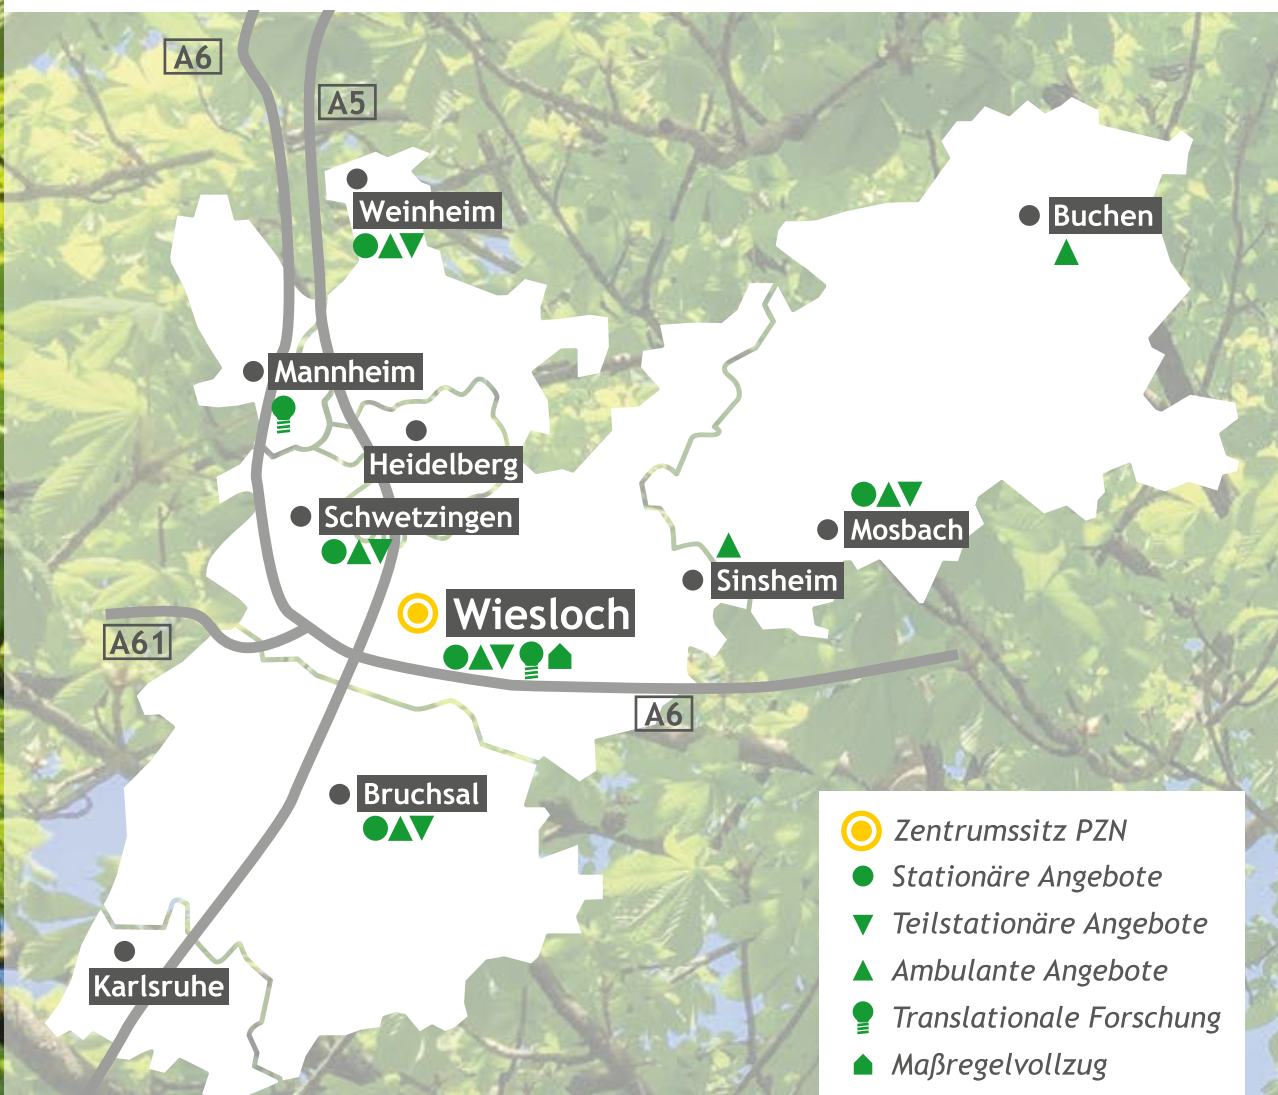 A6
A5
Weinheim
Buchen
Mannheim
Heidelberg
Schwetzingen
Mosbach
Sinsheim
Wiesloch
A61
A6
Bruchsal
Karlsruhe
Zentrumssitz PZN
Stationäre Angebote
Teilstationäre Angebote
Ambulante Angebote
Translationale Forschung
Maßregelvollzug